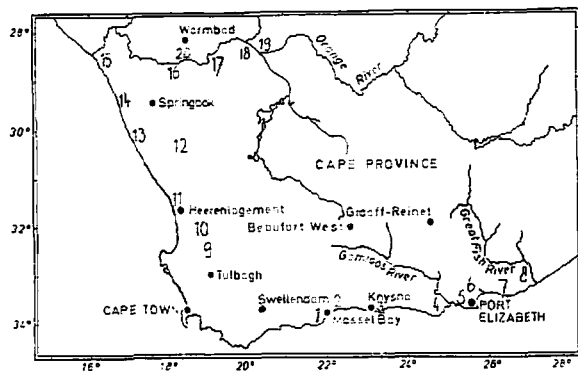 28°
Warmbad
20
19
18
17
16
15
Orange
River
14
Springbok
13
30°
12
CAPE PROVINCE
11
Heerenlogement
10
Graaff-Reinet
Beaufort West
32°
9
Great Fish
River
Gamtoos
River
8
Tulbagh
7
6
5
4
CAPE TOWN
Swellendam
2
Knysna
3
PORT
ELIZABETH
1
Mossel Bay
34°
16°
18°
20°
22°
24°
26°
28°